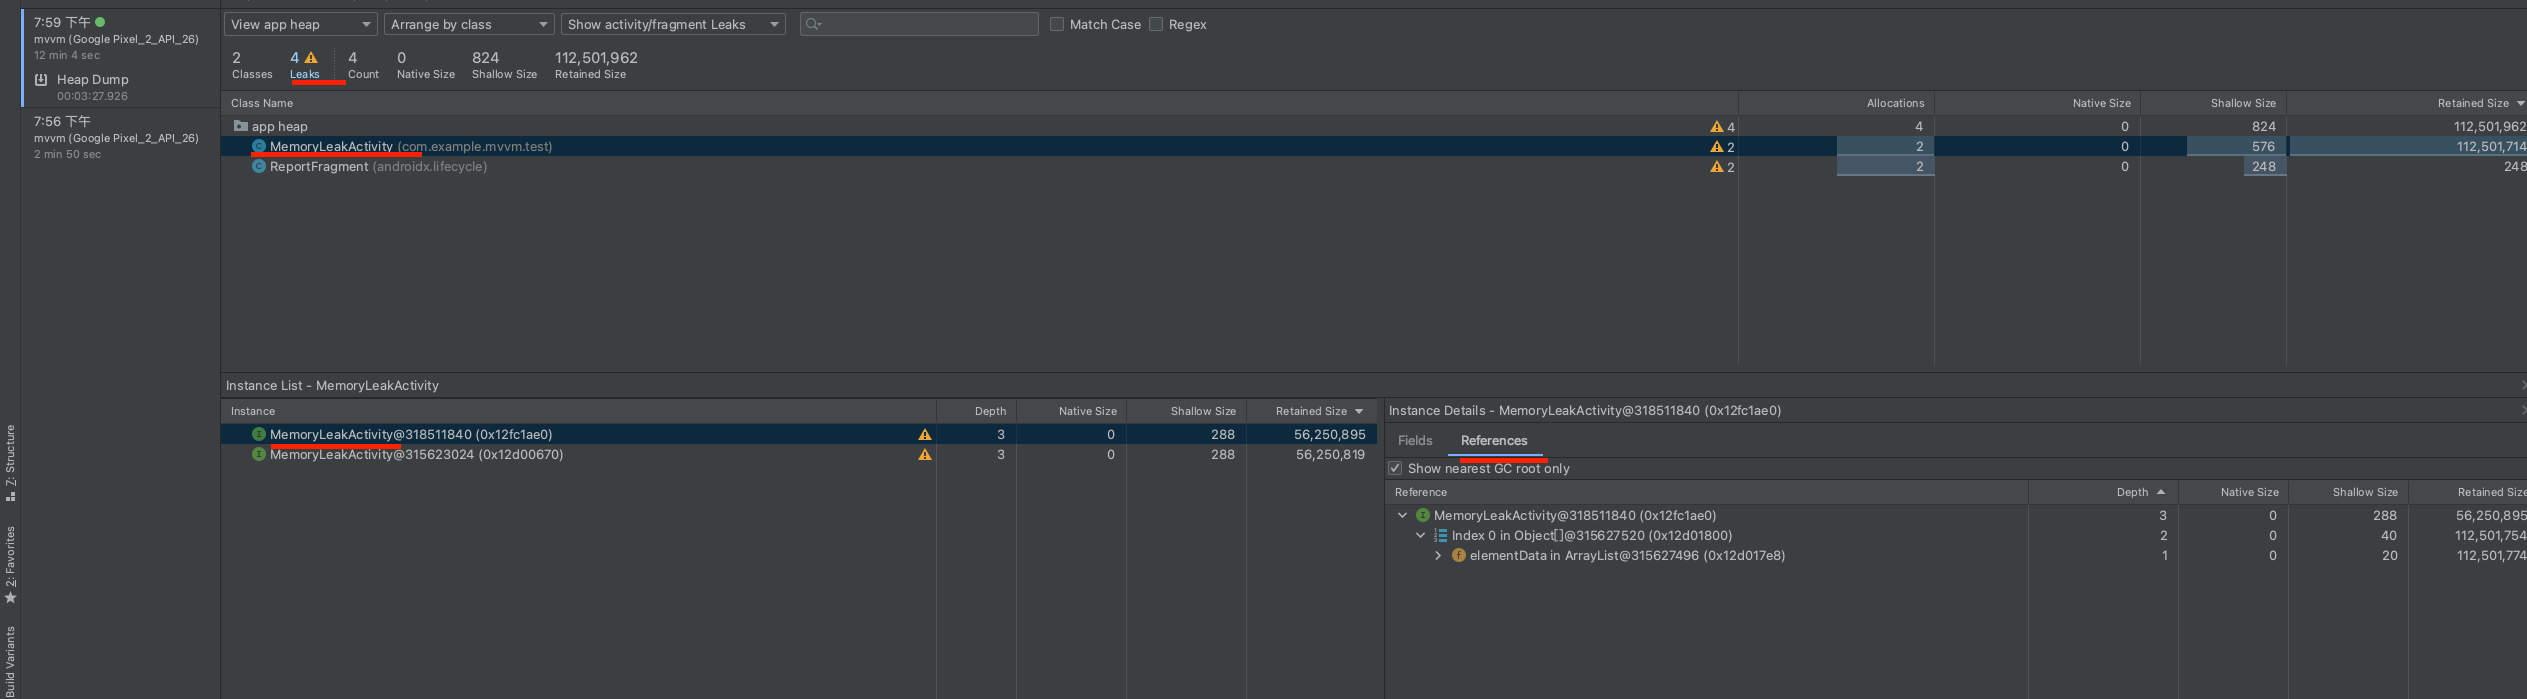 7:59 下午
mvvm (Google Pixel_2_API_26)
12 min 4 sec
Heap Dump
00:03:27.926
7:56 下午
mvvm (Google Pixel_2_API_26)
2 min 50 sec
Z: Structure
2: Favorites
Build Variants
View app heap Arrange by class Show activity/fragment Leaks Match Case Regex
2 4 4 0 824 112,501,962
Classes Leaks Count Native Size Shallow Size Retained Size
Class Name Allocations Native Size Shallow Size Retained Size
app heap 4 4 0 824 112,501,962
MemoryLeakActivity (com.example.mvvm.test) 2 2 0 576 112,501,714
ReportFragment (androidx.lifecycle) 2 2 0 248 248
Instance List - MemoryLeakActivity
Instance Depth Native Size Shallow Size Retained Size
MemoryLeakActivity@318511840 (0x12fc1ae0) 3 0 288 56,250,895
MemoryLeakActivity@315623024 (0x12d00670) 3 0 288 56,250,819
Instance Details - MemoryLeakActivity@318511840 (0x12fc1ae0)
Fields References
Show nearest GC root only
Reference Depth Native Size Shallow Size Retained Size
MemoryLeakActivity@318511840 (0x12fc1ae0) 3 0 288 56,250,895
Index 0 in Object[]@315627520 (0x12d01800) 2 0 40 112,501,754
elementData in ArrayList@315627496 (0x12d017e8) 1 0 20 112,501,774